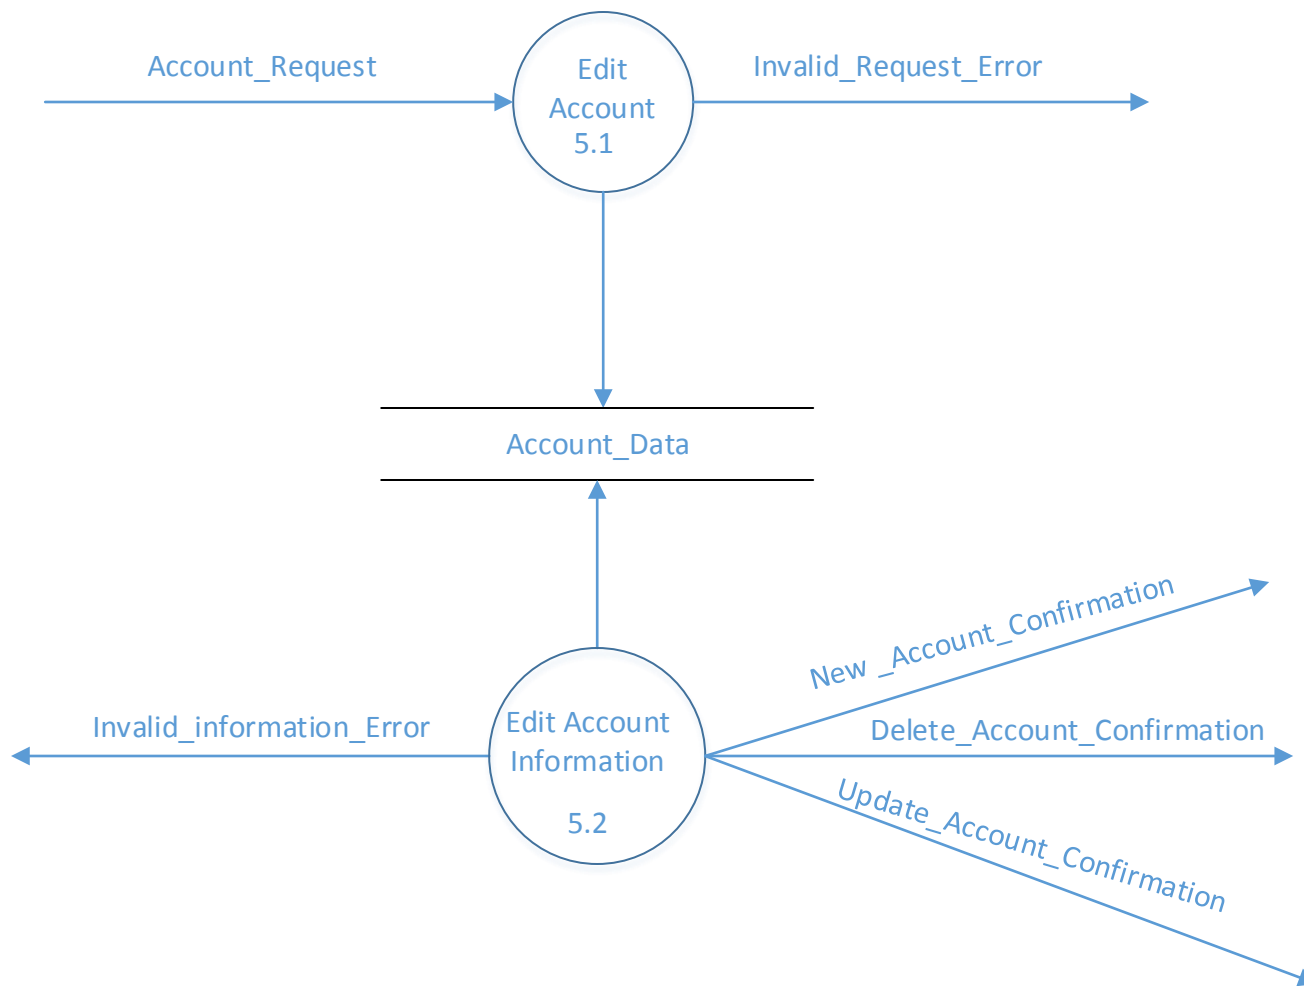 Account_Request
Edit
Account
5.1
Invalid_Request_Error
Account_Data
New _Account_Confirmation
Invalid_information_Error
Edit Account
Information
5.2
Delete_Account_Confirmation
Update_Account_Confirmation